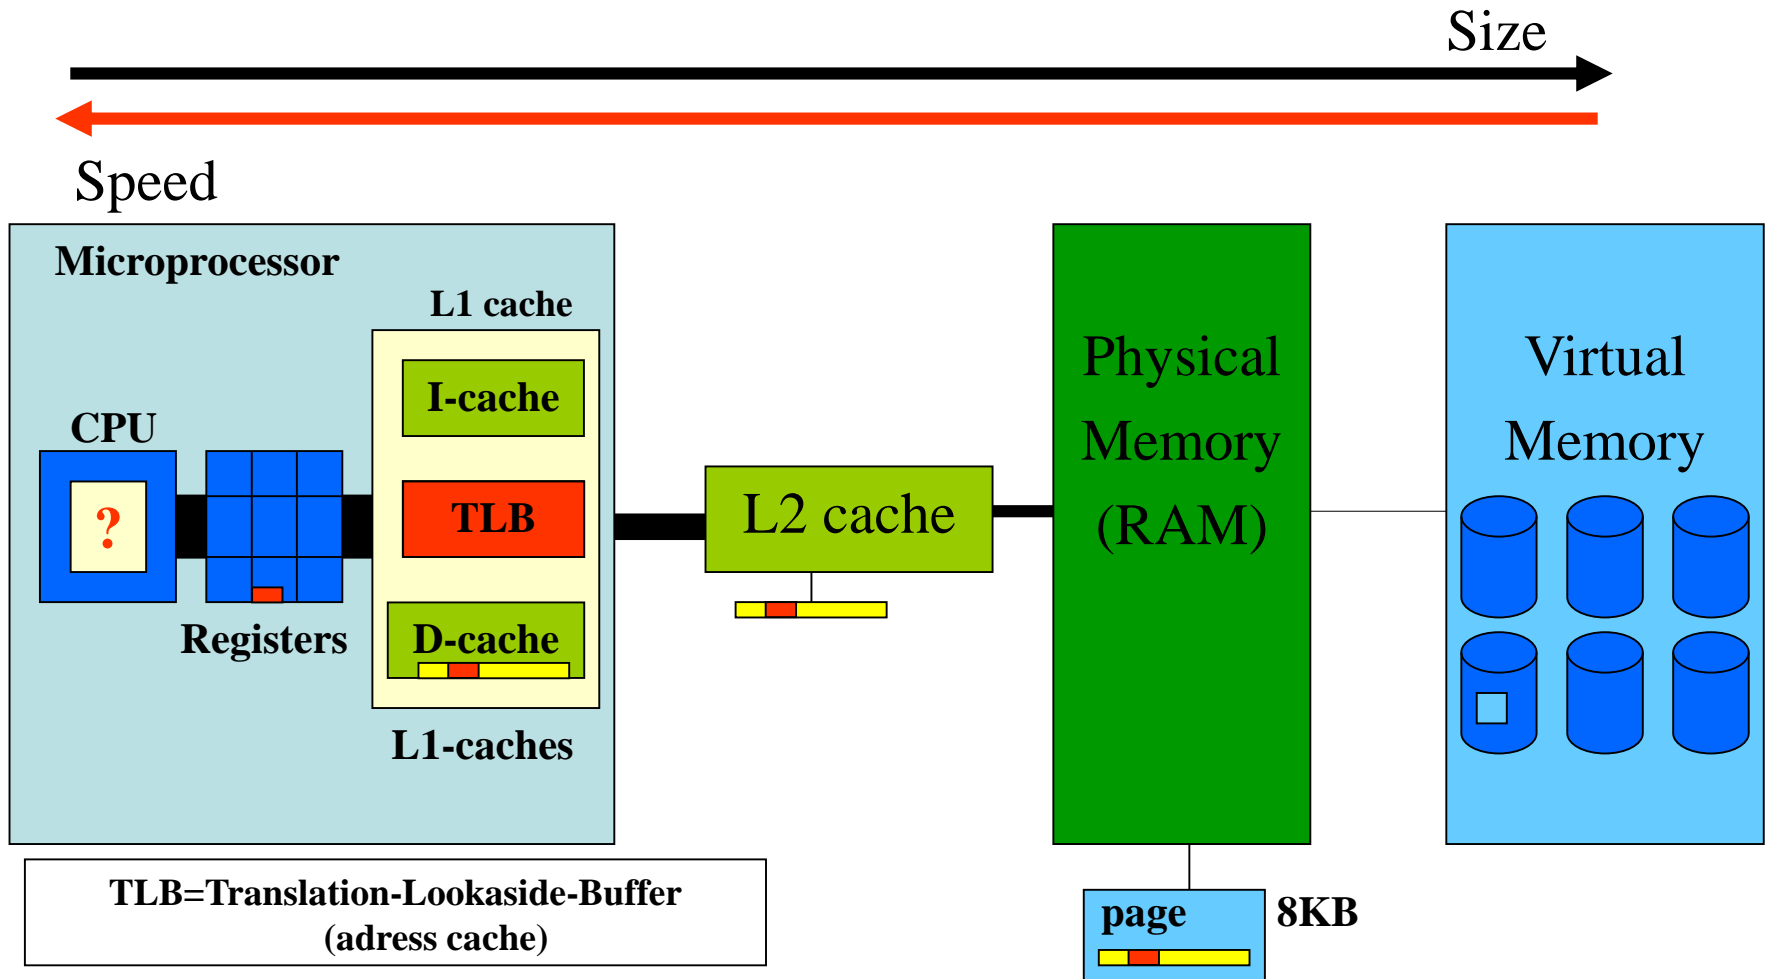 Size
Speed
Microprocessor
L1 cache
I-cache
CPU
?
TLB
Registers
D-cache
L1-caches
L2 cache
Physical
Memory
(RAM)
Virtual
Memory
TLB=Translation-Lookaside-Buffer
(adress cache)
page
8KB